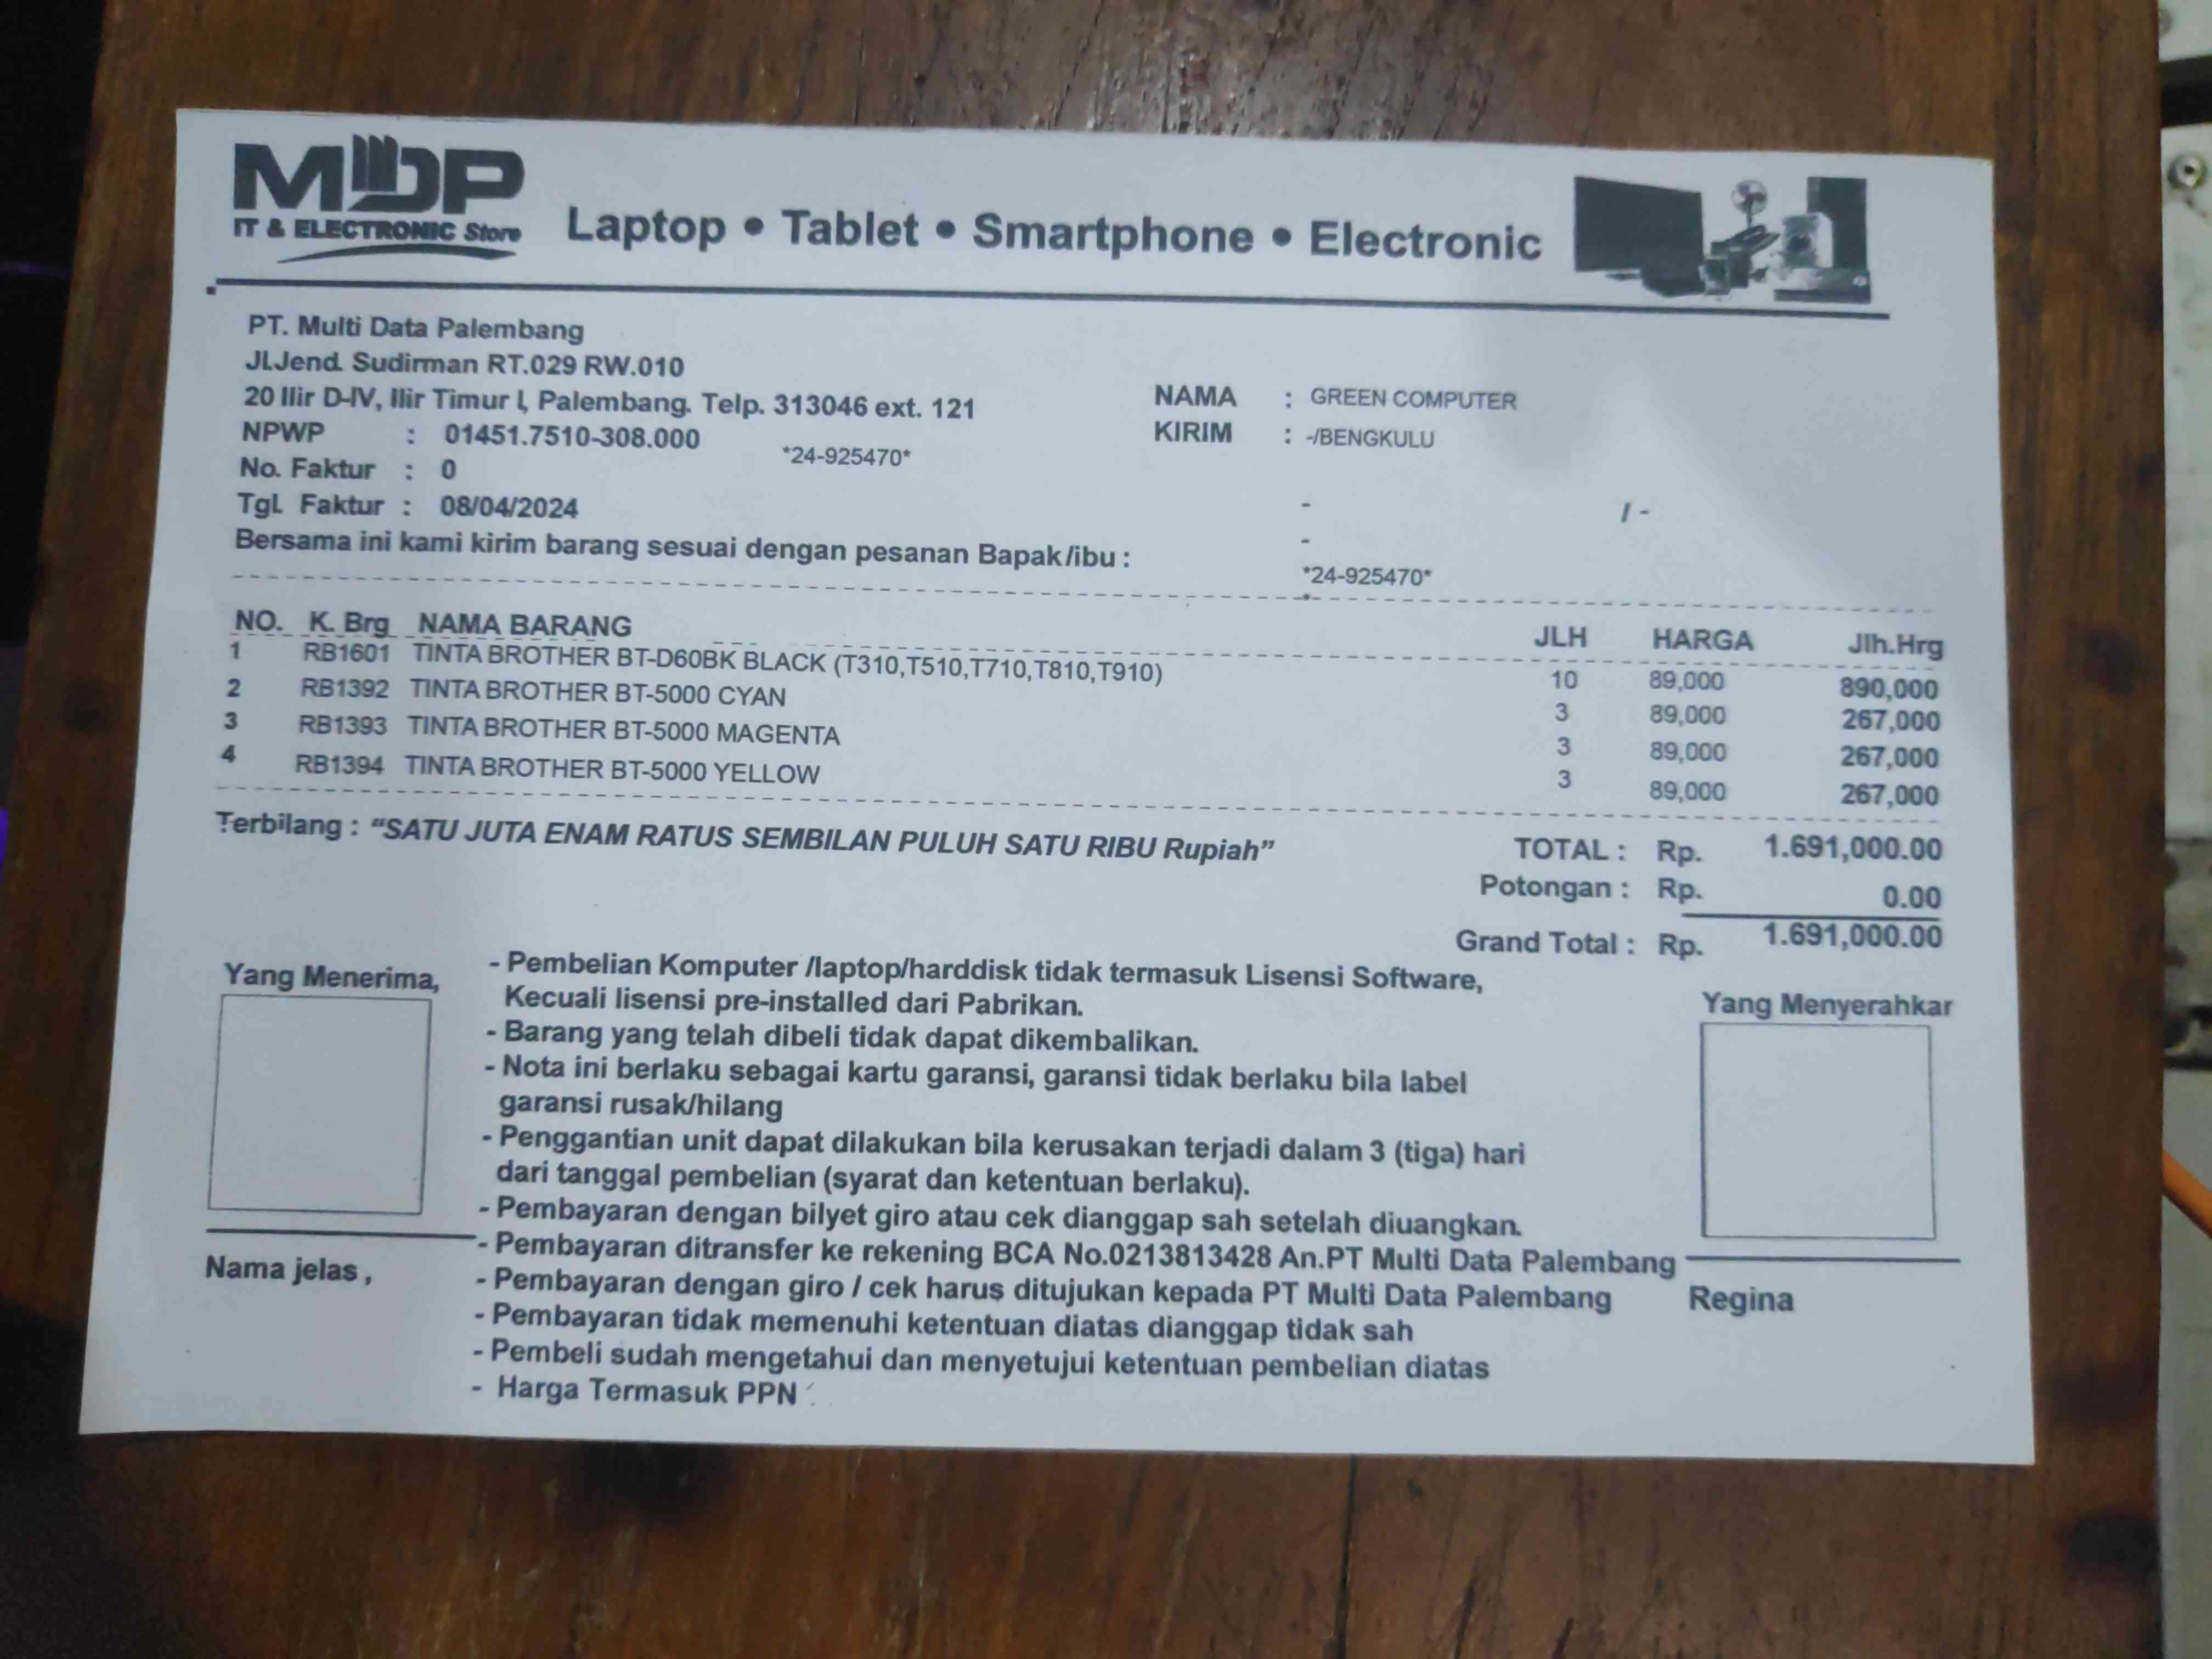 MDP
IT & ELECTRONIC Store
Laptop • Tablet • Smartphone • Electronic
PT. Multi Data Palembang
Jl.Jend. Sudirman RT.029 RW.010
20 Ilir D-IV, Ilir Timur I, Palembang. Telp. 313046 ext. 121
NPWP : 01451.7510-308.000
*24-925470*
No. Faktur : 0
Tgl. Faktur : 08/04/2024
Bersama ini kami kirim barang sesuai dengan pesanan Bapak/ibu :
NAMA : GREEN COMPUTER
KIRIM : -/BENGKULU
- / -
-
*24-925470*
*
NO. K. Brg NAMA BARANG JLH HARGA Jlh.Hrg
1 RB1601 TINTA BROTHER BT-D60BK BLACK (T310,T510,T710,T810,T910) 10 89,000 890,000
2 RB1392 TINTA BROTHER BT-5000 CYAN 3 89,000 267,000
3 RB1393 TINTA BROTHER BT-5000 MAGENTA 3 89,000 267,000
4 RB1394 TINTA BROTHER BT-5000 YELLOW 3 89,000 267,000
Terbilang : “SATU JUTA ENAM RATUS SEMBILAN PULUH SATU RIBU Rupiah”
TOTAL : Rp. 1.691,000.00
Potongan : Rp. 0.00
Grand Total : Rp. 1.691,000.00
Yang Menerima,
Nama jelas ,
- Pembelian Komputer /laptop/harddisk tidak termasuk Lisensi Software,
Kecuali lisensi pre-installed dari Pabrikan.
- Barang yang telah dibeli tidak dapat dikembalikan.
- Nota ini berlaku sebagai kartu garansi, garansi tidak berlaku bila label
garansi rusak/hilang
- Penggantian unit dapat dilakukan bila kerusakan terjadi dalam 3 (tiga) hari
dari tanggal pembelian (syarat dan ketentuan berlaku).
- Pembayaran dengan bilyet giro atau cek dianggap sah setelah diuangkan.
- Pembayaran ditransfer ke rekening BCA No.0213813428 An.PT Multi Data Palembang
- Pembayaran dengan giro / cek harus ditujukan kepada PT Multi Data Palembang
- Pembayaran tidak memenuhi ketentuan diatas dianggap tidak sah
- Pembeli sudah mengetahui dan menyetujui ketentuan pembelian diatas
- Harga Termasuk PPN
Yang Menyerahkar
Regina